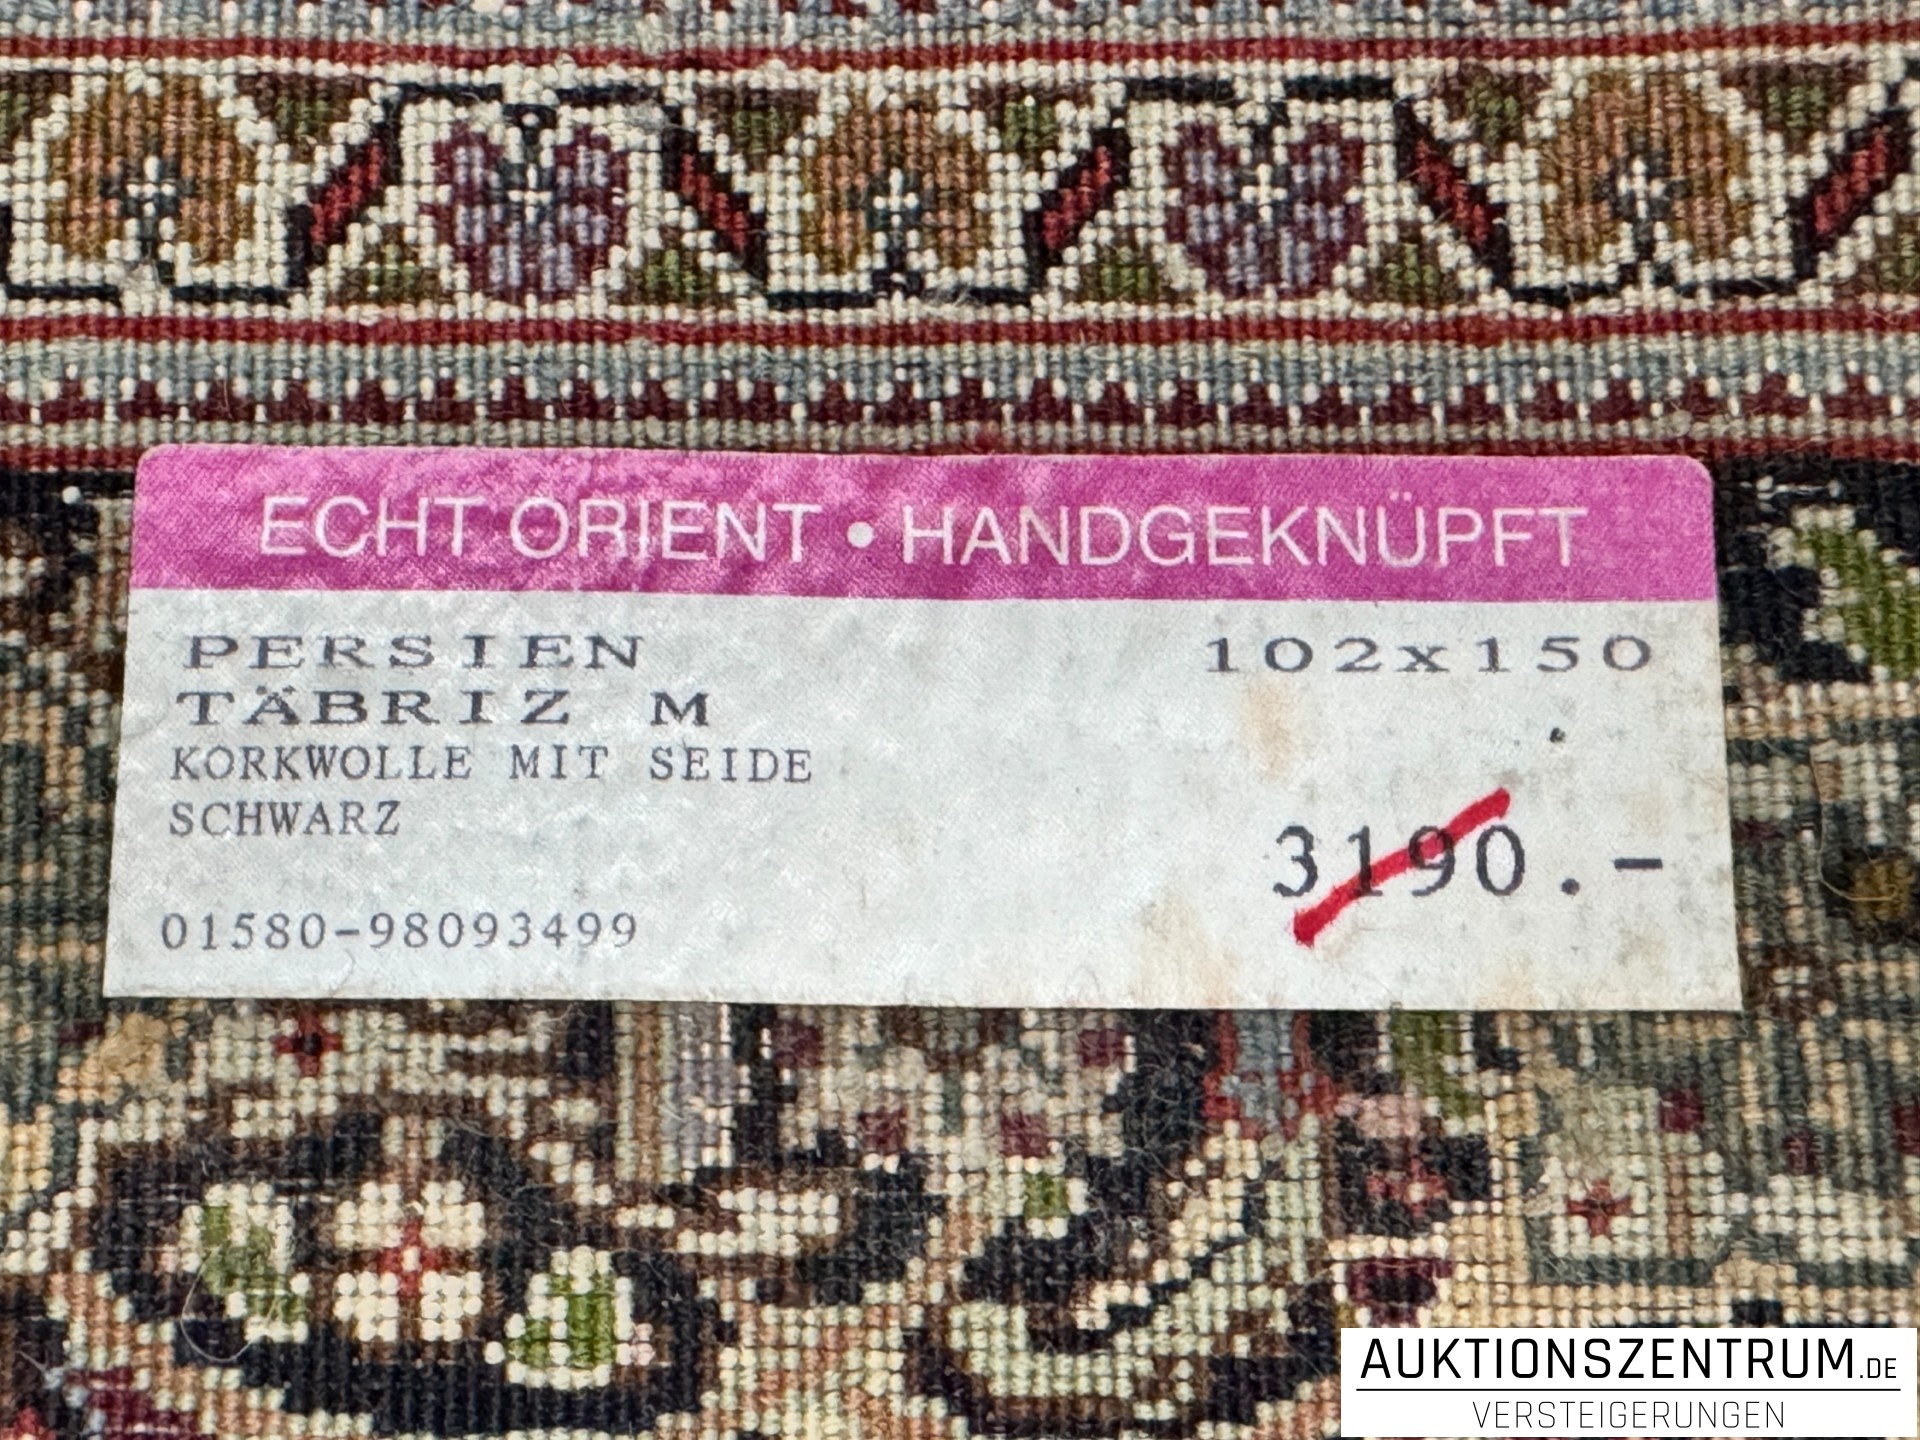 ECHT ORIENT • HANDGEKNÜPFT
PERSIEN 102x150
TÄBRIZ M
KORKWOLLE MIT SEIDE
SCHWARZ
3190.-
01580-98093499
AUKTIONSZENTRUM.DE
VERSTEIGERUNGEN